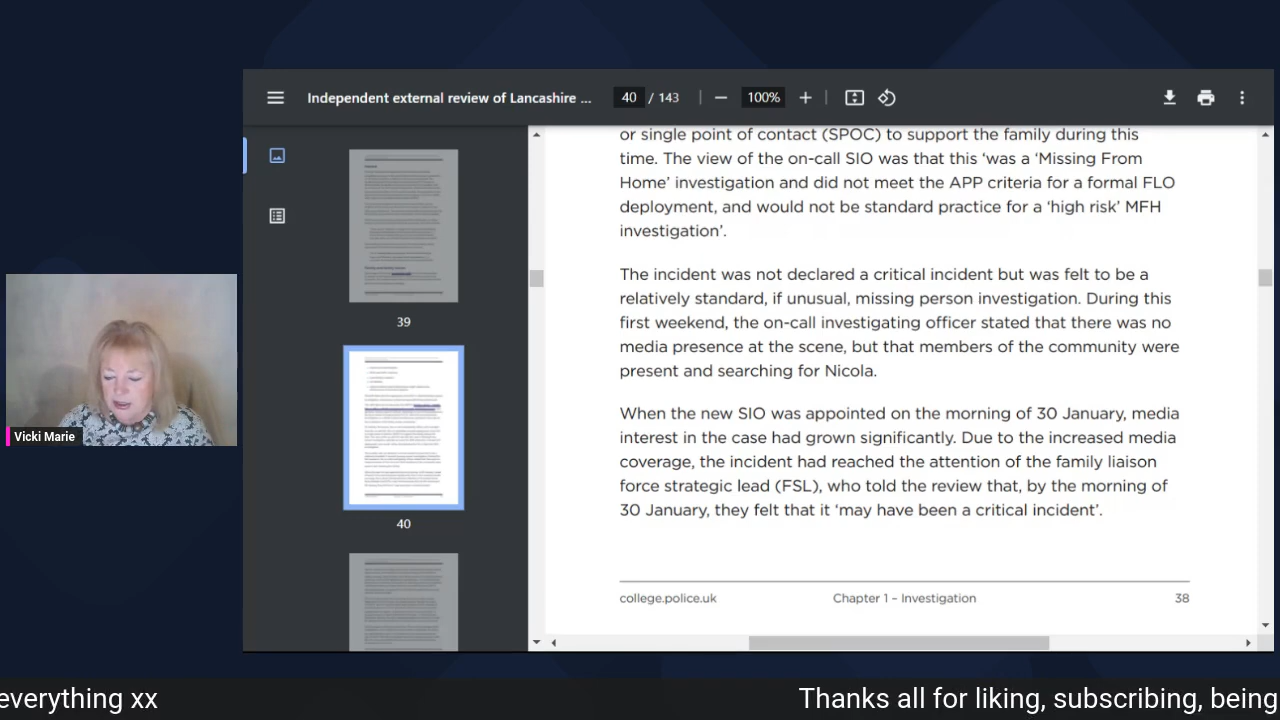 Independent external review of Lancashire ...
40 / 143
100%
or single point of contact (SPOC) to support the family during this
time. The view of the on-call SIO was that this 'was a 'Missing From
Home' investigation and did not meet the APP criteria for a formal FLO
deployment, and would not be standard practice for a 'high risk' MFH
investigation'.
The incident was not declared a critical incident but was felt to be a
relatively standard, if unusual, missing person investigation. During this
first weekend, the on-call investigating officer stated that there was no
media presence at the scene, but that members of the community were
present and searching for Nicola.
When the SIO was appointed on the morning of 30 January, media
interest in the case had grown significantly. Due to the increased media
coverage, the incident was raised to the attention of the family liaison
force strategic lead (FSL), who told the review that, by the morning of
30 January, they felt that it 'may have been a critical incident'.
college.police.uk
Chapter 1 – Investigation
38
39
40
Vicki Marie
everything xx
Thanks all for liking, subscribing, being